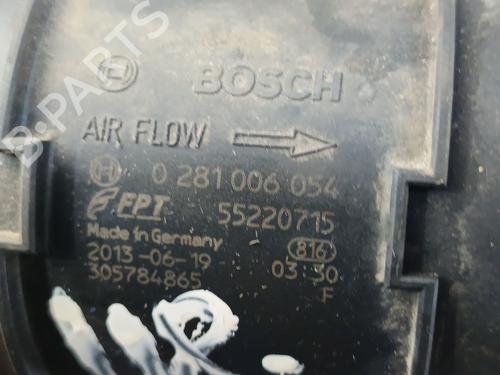 B-PARTS
BOSCH
AIR FLOW
0 281 006 054
FPT 55220715
Made in Germany 816
2013-06-19 03:30
305784865 F